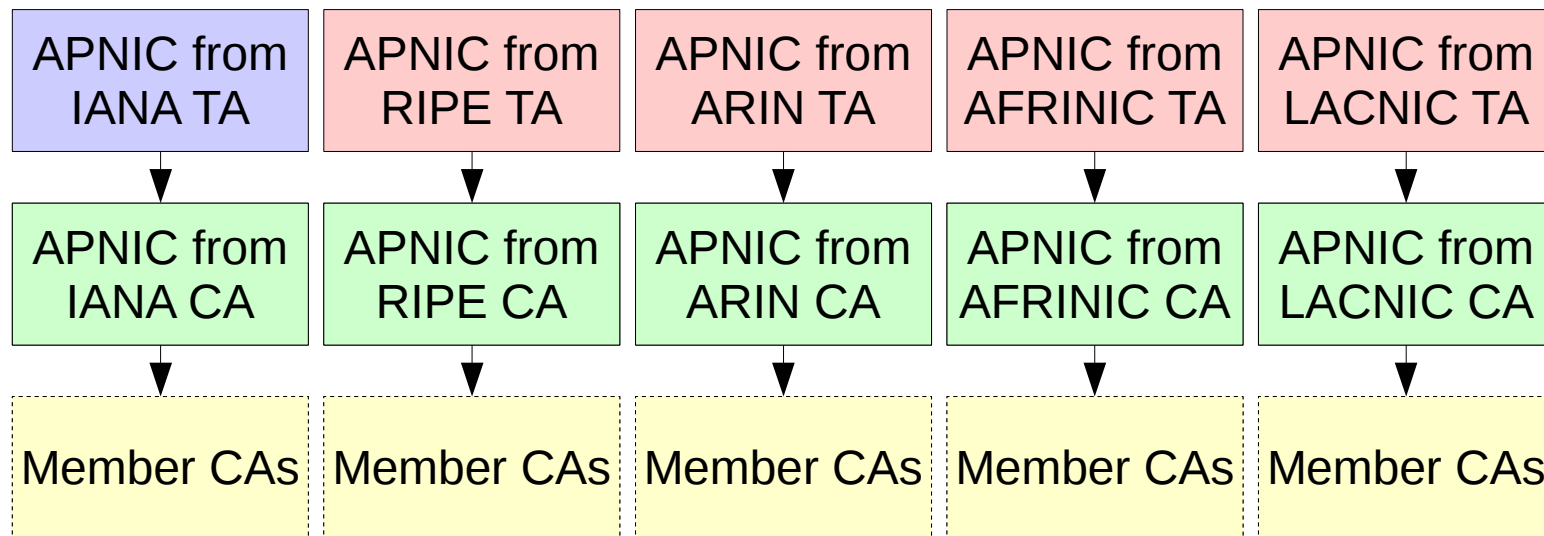 APNIC from
IANA TA
APNIC from
RIPE TA
APNIC from
ARIN TA
APNIC from
AFRINIC TA
APNIC from
LACNIC TA
APNIC from
IANA CA
APNIC from
RIPE CA
APNIC from
ARIN CA
APNIC from
AFRINIC CA
APNIC from
LACNIC CA
Member CAs
Member CAs
Member CAs
Member CAs
Member CAs